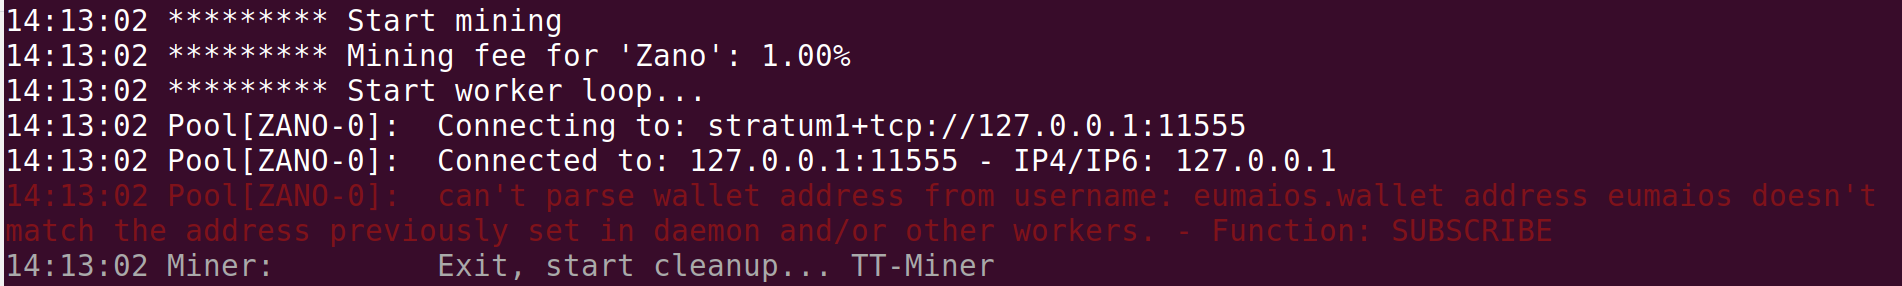 14:13:02 ********* Start mining
14:13:02 ********* Mining fee for 'Zano': 1.00%
14:13:02 ********* Start worker loop...
14:13:02 Pool[ZANO-0]:  Connecting to: stratum1+tcp://127.0.0.1:11555
14:13:02 Pool[ZANO-0]:  Connected to: 127.0.0.1:11555 - IP4/IP6: 127.0.0.1
14:13:02 Pool[ZANO-0]:  can't parse wallet address from username: eumaios.wallet address eumaios doesn't
match the address previously set in daemon and/or other workers. - Function: SUBSCRIBE
14:13:02 Miner:         Exit, start cleanup... TT-Miner